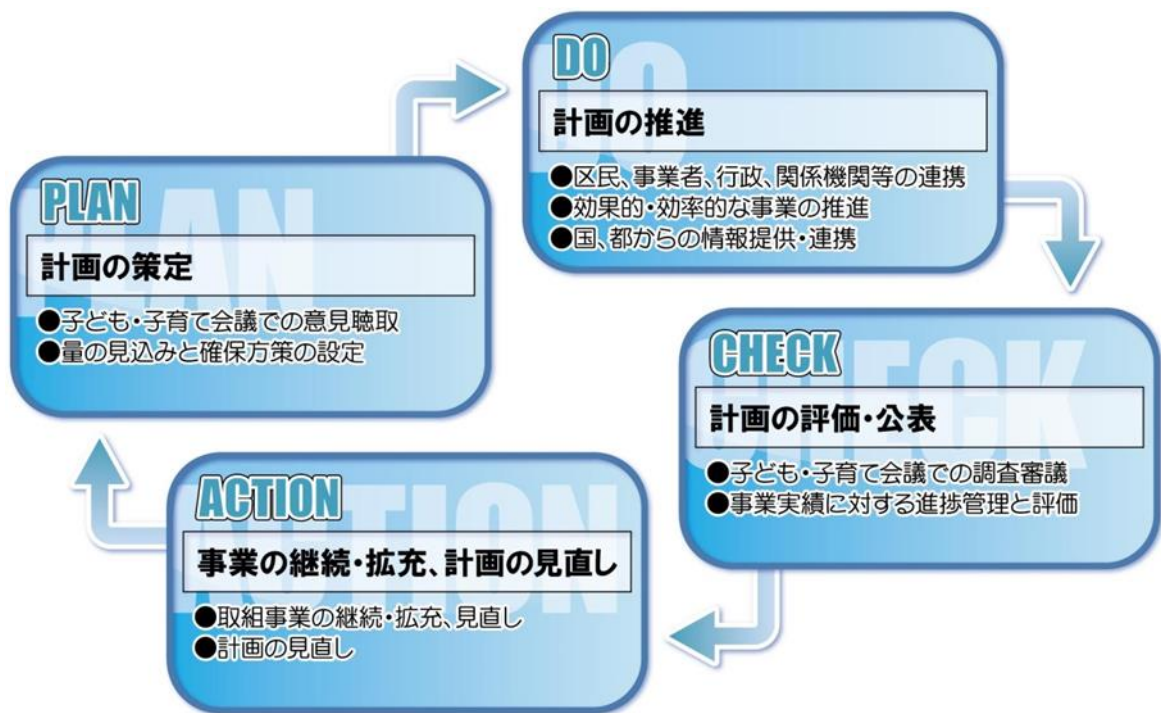 PLAN
計画の策定
●子ども・子育て会議での意見聴取
●量の見込みと確保方策の設定
DO
計画の推進
●区民、事業者、行政、関係機関等の連携
●効果的・効率的な事業の推進
●国、都からの情報提供・連携
CHECK
計画の評価・公表
●子ども・子育て会議での調査審議
●事業実績に対する進捗管理と評価
ACTION
事業の継続・拡充、計画の見直し
●取組事業の継続・拡充、見直し
●計画の見直し